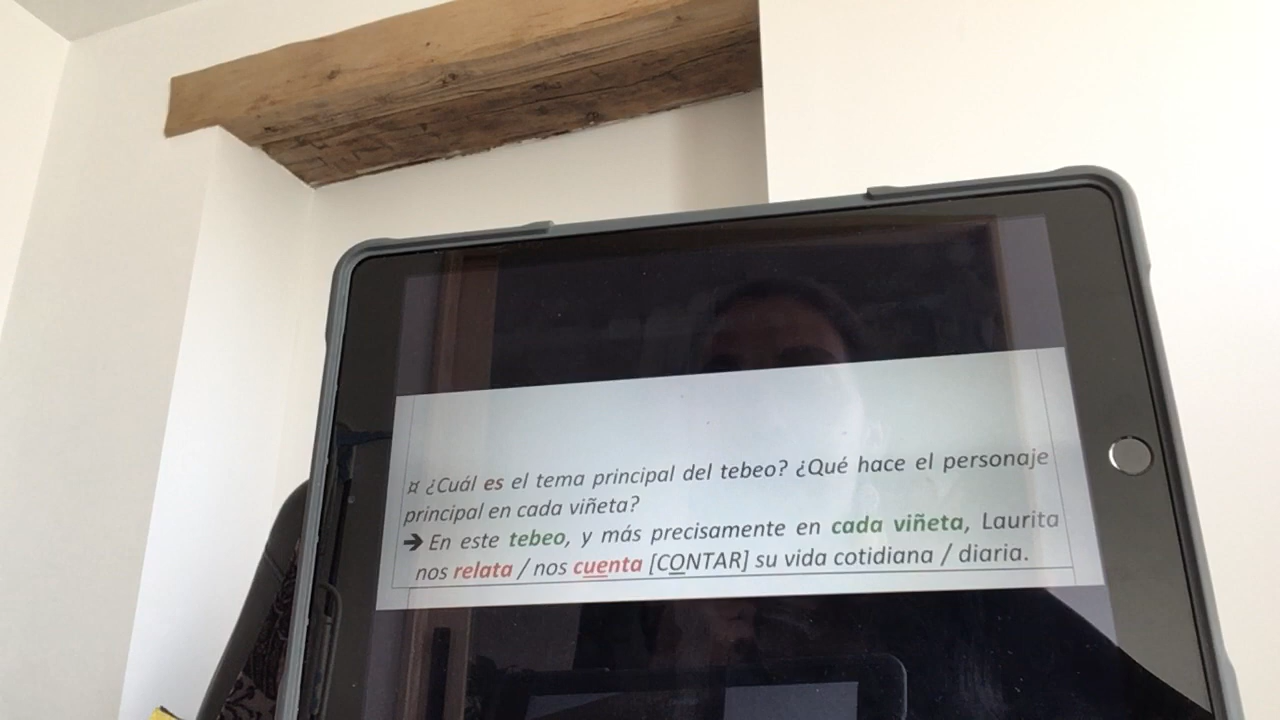 ¤ ¿Cuál es el tema principal del tebeo? ¿Qué hace el personaje
principal en cada viñeta?
➔ En este tebeo, y más precisamente en cada viñeta, Laurita
nos relata / nos cuenta [CONTAR] su vida cotidiana / diaria.